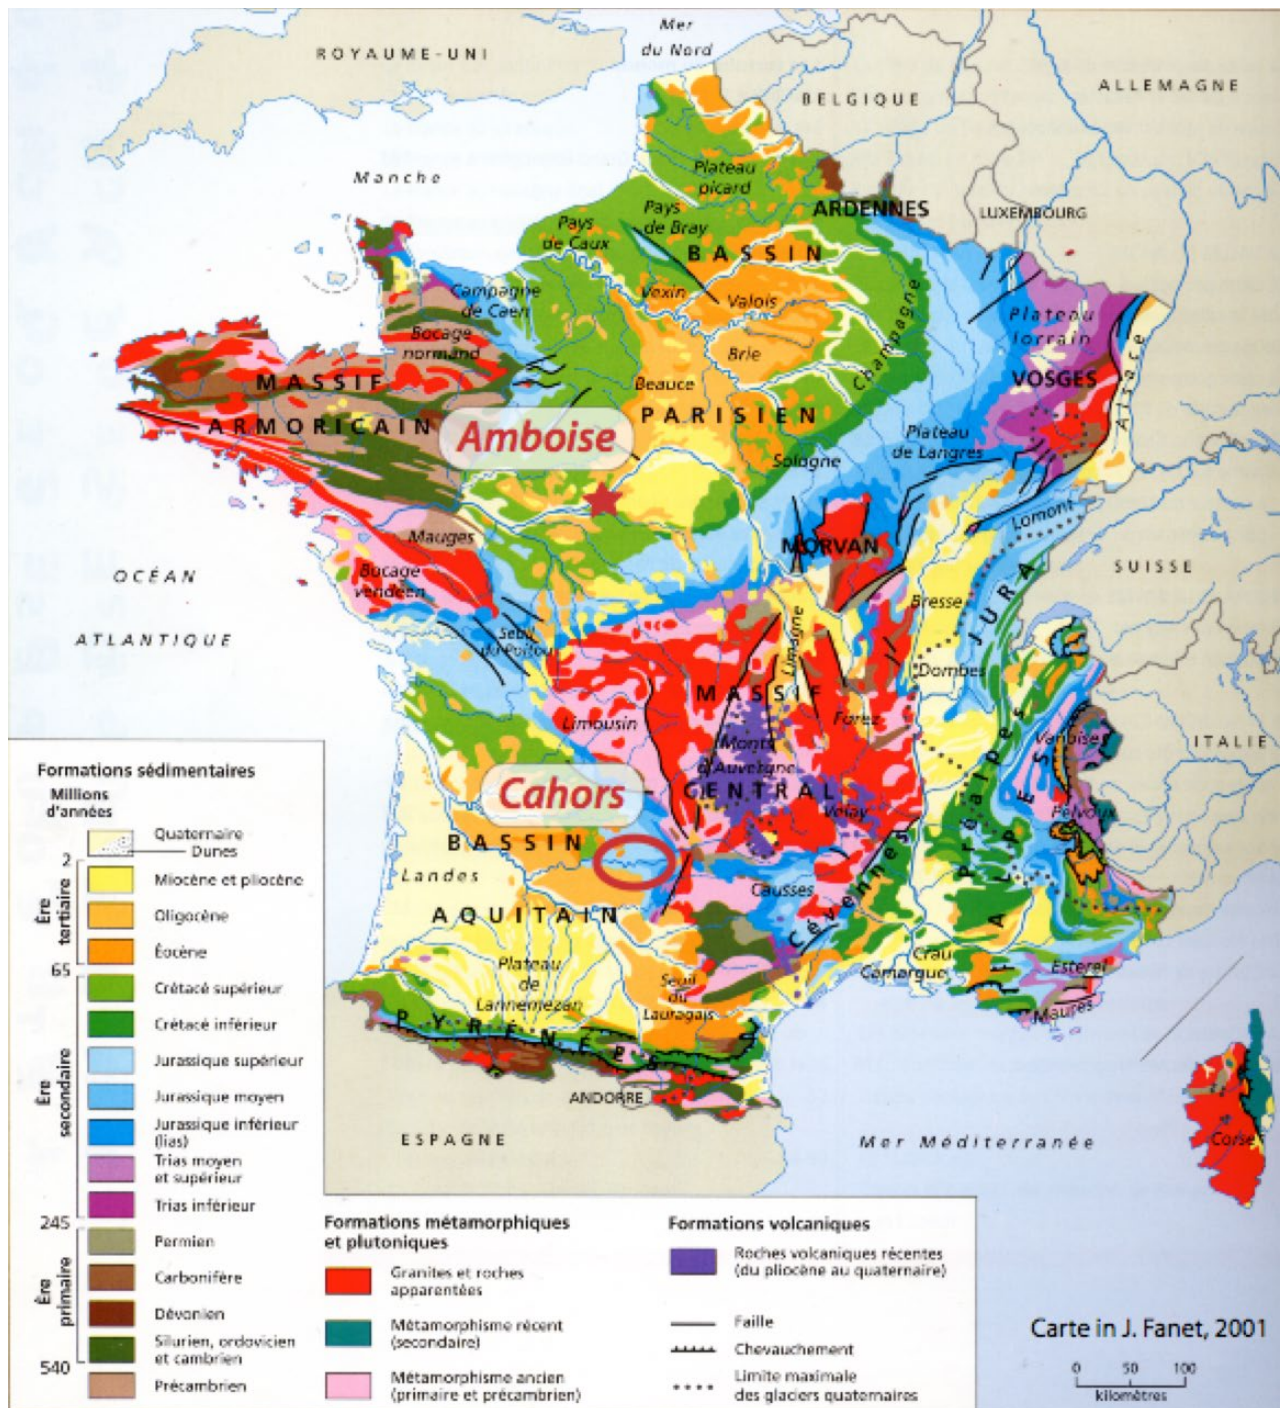 Mer
du Nord
ROYAUME-UNI
ALLEMAGNE
BELGIQUE
Manche
Plateau
picard
ARDENNES
LUXEMBOURG
Pays
de Caux
Pays
de Bray
BASSIN
Campagne
de Caen
Vexin
Valois
Champagne
Plateau
lorrain
Bocage
normand
Brie
Alsace
VOSGES
MASSIF
Beauce
ARMORICAIN
PARISIEN
Amboise
Plateau
de Langres
Sologne
Lomont
Mauges
MORVAN
OCÉAN
SUISSE
Bocage
vendéen
Bresse
JURA
ATLANTIQUE
Seuil
du Poitou
Limagne
Dombes
MASSIF
Limousin
Forez
Vanoise
ITALIE
Monts
d'Auvergne
Préalpes
ALPES
Cahors
CENTRAL
Velay
Pelvoux
BASSIN
Landes
Causses
Cévennes
AQUITAIN
Crau
Camargue
Plateau
de
Lannemezan
Seuil
du
Lauragais
Esterel
Maures
PYRÉNÉES
ANDORRE
ESPAGNE
Mer Méditerranée
Corse
Formations sédimentaires
Millions
d'années
Quaternaire
Dunes
2
Ère
tertiaire
Miocène et pliocène
Oligocène
Éocène
65
Ère
secondaire
Crétacé supérieur
Crétacé inférieur
Jurassique supérieur
Jurassique moyen
Jurassique inférieur
(lias)
Trias moyen
et supérieur
Trias inférieur
245
Ère
primaire
Permien
Carbonifère
Dévonien
Silurien, ordovicien
et cambrien
540
Précambrien
Formations métamorphiques
et plutoniques
Granites et roches
apparentées
Métamorphisme récent
(secondaire)
Métamorphisme ancien
(primaire et précambrien)
Formations volcaniques
Roches volcaniques récentes
(du pliocène au quaternaire)
Faille
Chevauchement
Limite maximale
des glaciers quaternaires
Carte in J. Fanet, 2001
0 50 100
kilomètres